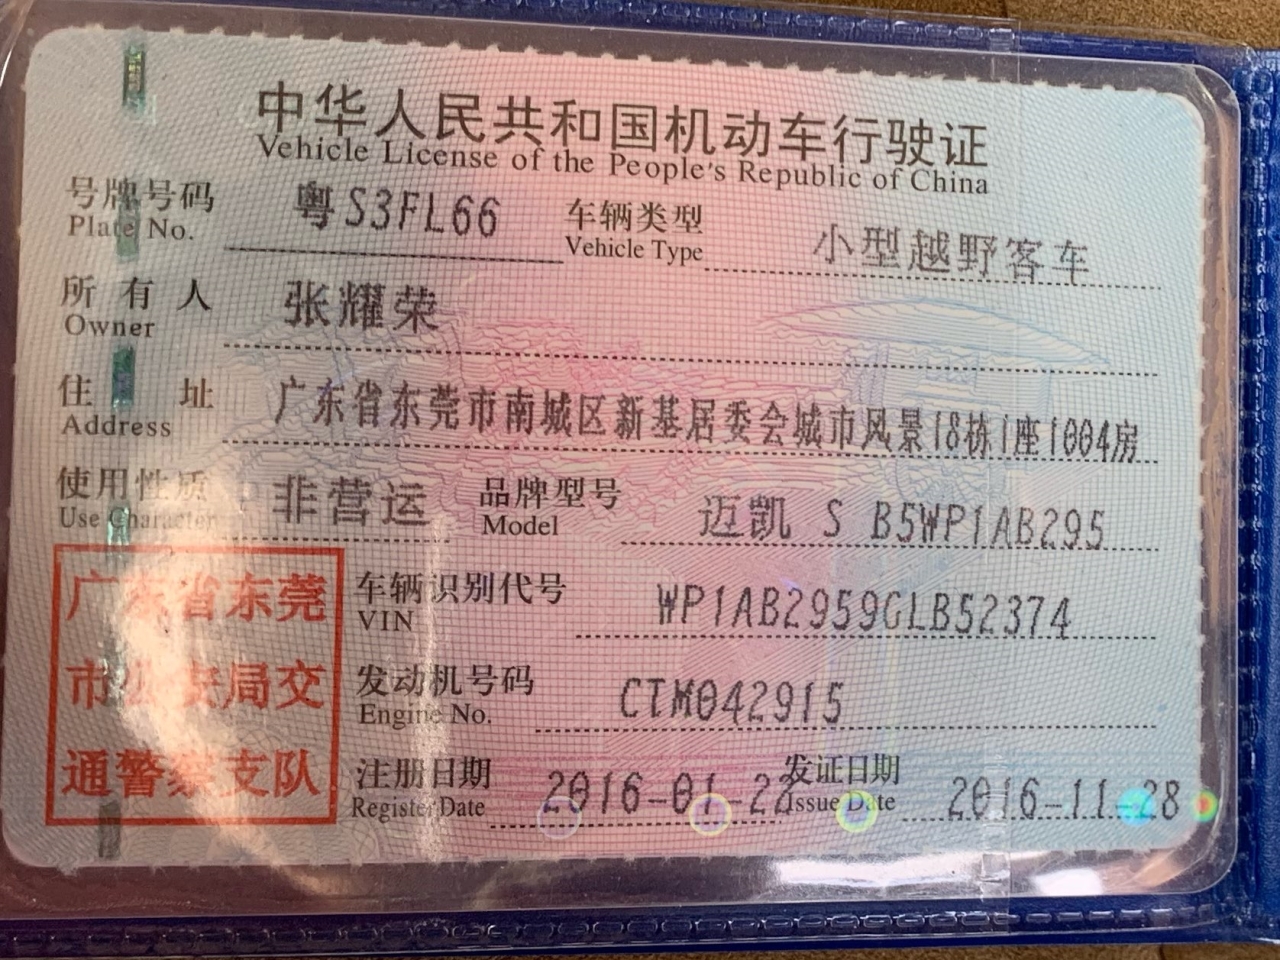 中华人民共和国机动车行驶证
Vehicle License of the People's Republic of China
号牌号码 粤S3FL66 车辆类型 小型越野客车
Plate No. Vehicle Type
所有人 张耀荣
Owner
住址 广东省东莞市南城区新基居委会城市风景18栋1座1004房
Address
使用性质 非营运 品牌型号 迈凯 S B5WP1AB295
Use Character Model
广东省东莞
市公安局交
通警察支队
车辆识别代号 WP1AB2959GLB52374
VIN
发动机号码 CTM042915
Engine No.
注册日期 2016-01-22 发证日期 2016-11-28
Register Date Issue Date